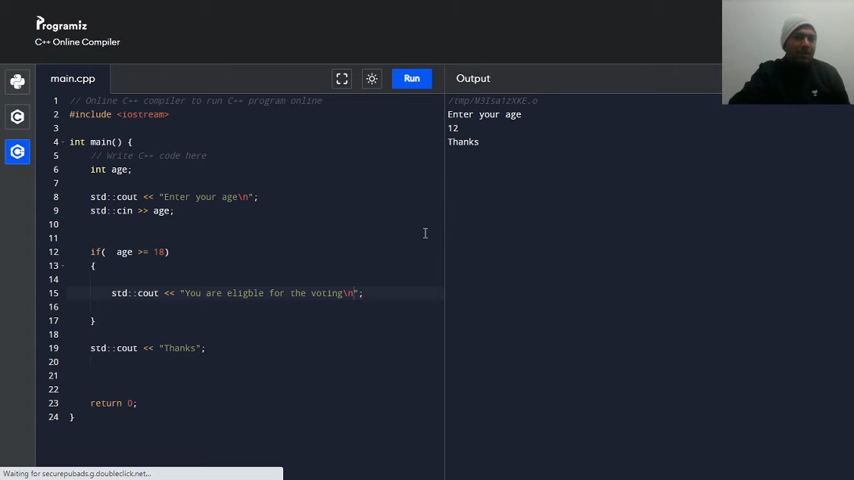 Programiz
C++ Online Compiler
main.cpp
Run
Output
1 // Online C++ compiler to run C++ program online
2 #include <iostream>
3
4 int main() {
5 // Write C++ code here
6 int age;
7
8 std::cout << "Enter your age\n";
9 std::cin >> age;
10
11
12 if(  age >= 18)
13 {
14
15 std::cout << "You are eligble for the voting\n";
16
17 }
18
19 std::cout << "Thanks";
20
21
22
23 return 0;
24 }
/tmp/M3Isa1zXKE.o
Enter your age
12
Thanks
Waiting for securepubads.g.doubleclick.net...